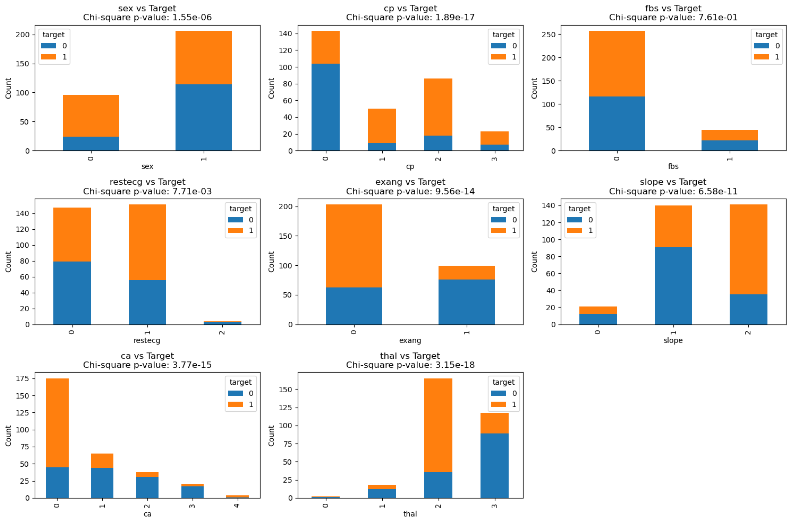 sex vs Target
Chi-square p-value: 1.55e-06
Count
200
150
100
50
0
target
0
1
0
1
sex
cp vs Target
Chi-square p-value: 1.89e-17
Count
140
120
100
80
60
40
20
0
target
0
1
0
1
2
3
cp
fbs vs Target
Chi-square p-value: 7.61e-01
Count
250
200
150
100
50
0
target
0
1
0
1
fbs
restecg vs Target
Chi-square p-value: 7.71e-03
Count
140
120
100
80
60
40
20
0
target
0
1
0
1
2
restecg
exang vs Target
Chi-square p-value: 9.56e-14
Count
200
150
100
50
0
target
0
1
0
1
exang
slope vs Target
Chi-square p-value: 6.58e-11
Count
140
120
100
80
60
40
20
0
target
0
1
0
1
2
slope
ca vs Target
Chi-square p-value: 3.77e-15
Count
175
150
125
100
75
50
25
0
target
0
1
0
1
2
3
4
ca
thal vs Target
Chi-square p-value: 3.15e-18
Count
150
125
100
75
50
25
0
target
0
1
0
1
2
3
thal